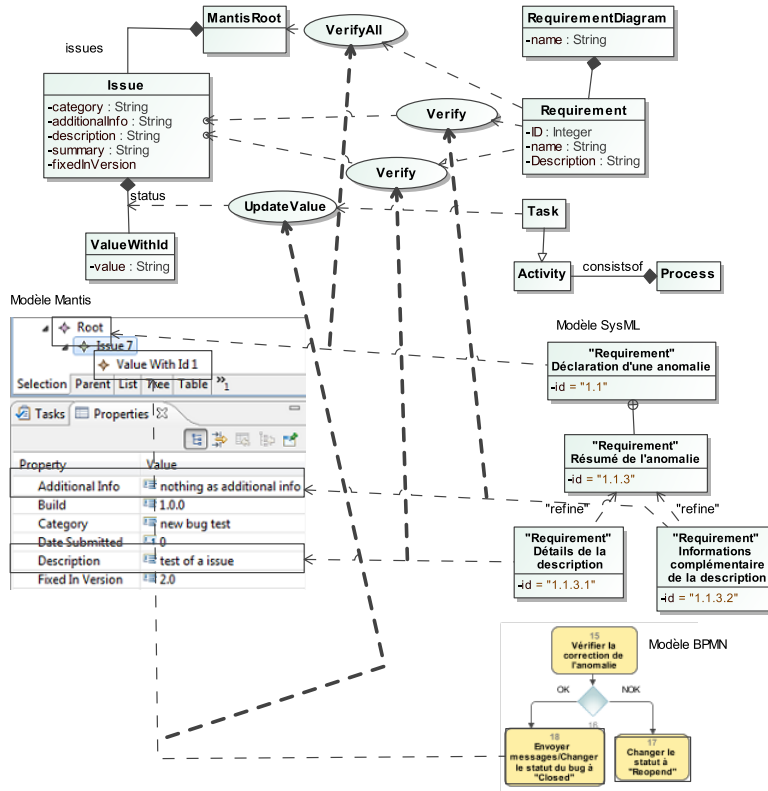 MantisRoot
VerifyAll
RequirementDiagram
-name : String
issues
Issue
-category : String
-additionalInfo : String
-description : String
-summary : String
-fixedInVersion
Verify
Requirement
-ID : Integer
-name : String
-Description : String
Verify
status
UpdateValue
Task
ValueWithId
-value : String
Activity
consistsof
Process
Modèle Mantis
Modèle SysML
Root
Issue 7
Value With Id 1
Selection Parent List Tree Table »1
"Requirement"
Déclaration d'une anomalie
-id = "1.1"
Tasks Properties
"Requirement"
Résumé de l'anomalie
-id = "1.1.3"
Property Value
Additional Info nothing as additional info
Build 1.0.0
Category new bug test
Date Submitted 0
Description test of a issue
Fixed In Version 2.0
"refine"
"refine"
"Requirement"
Détails de la
description
-id = "1.1.3.1"
"Requirement"
Informations
complémentaire
de la description
-id = "1.1.3.2"
Modèle BPMN
15
Vérifier la
correction de
l'anomalie
OK
NOK
16
18
Envoyer
messages/Changer
le statut du bug à
"Closed"
17
Changer le
statut à
"Reopend"